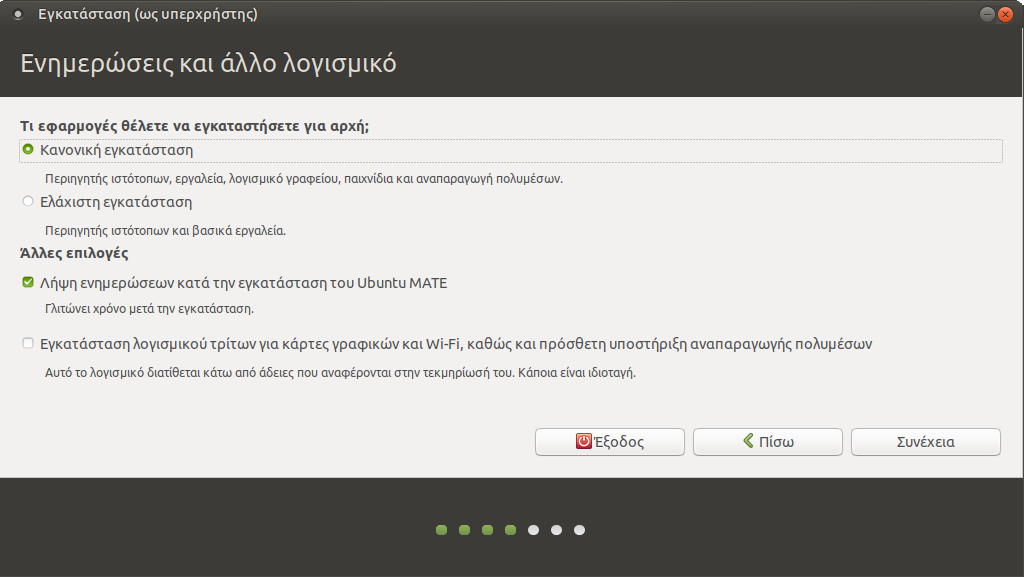 Εγκατάσταση (ως υπερχρήστης)
Ενημερώσεις και άλλο λογισμικό
Τι εφαρμογές θέλετε να εγκαταστήσετε για αρχή;
Κανονική εγκατάσταση
Περιηγητής ιστότοπων, εργαλεία, λογισμικό γραφείου, παιχνίδια και αναπαραγωγή πολυμέσων.
Ελάχιστη εγκατάσταση
Περιηγητής ιστότοπων και βασικά εργαλεία.
Άλλες επιλογές
Λήψη ενημερώσεων κατά την εγκατάσταση του Ubuntu MATE
Γλιτώνει χρόνο μετά την εγκατάσταση.
Εγκατάσταση λογισμικού τρίτων για κάρτες γραφικών και Wi-Fi, καθώς και πρόσθετη υποστήριξη αναπαραγωγής πολυμέσων
Αυτό το λογισμικό διατίθεται κάτω από άδειες που αναφέρονται στην τεκμηρίωσή του. Κάποια είναι ιδιοταγή.
Έξοδος
Πίσω
Συνέχεια